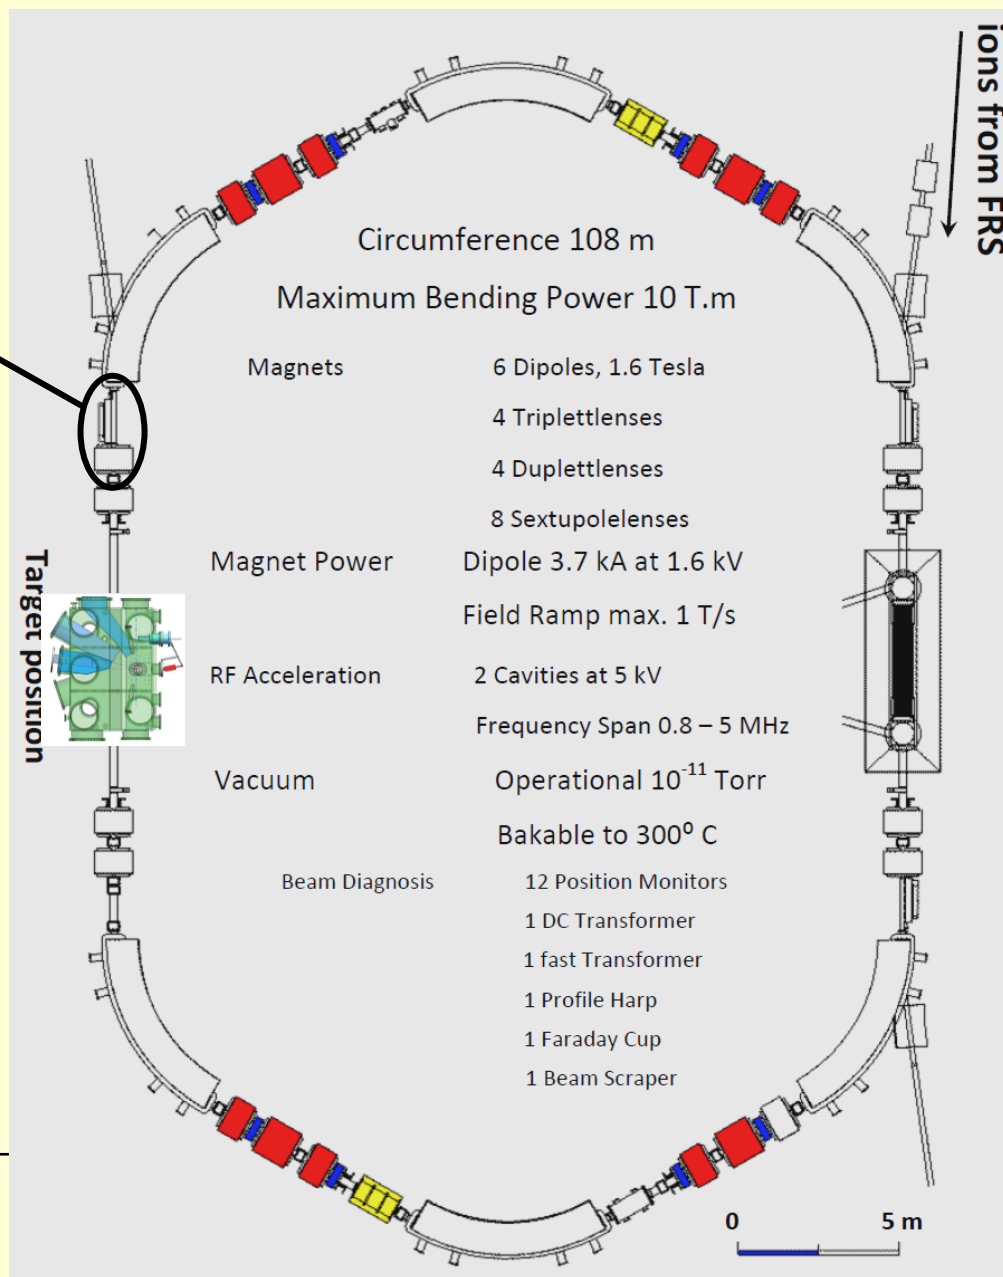 ions from FRS
Circumference 108 m
Maximum Bending Power 10 T.m
Magnets 6 Dipoles, 1.6 Tesla
4 Triplettlenses
4 Duplettlenses
8 Sextupolelenses
Magnet Power Dipole 3.7 kA at 1.6 kV
Field Ramp max. 1 T/s
RF Acceleration 2 Cavities at 5 kV
Frequency Span 0.8 – 5 MHz
Vacuum Operational 10⁻¹¹ Torr
Bakable to 300⁰ C
Beam Diagnosis 12 Position Monitors
1 DC Transformer
1 fast Transformer
1 Profile Harp
1 Faraday Cup
1 Beam Scraper
Target position
0 5 m